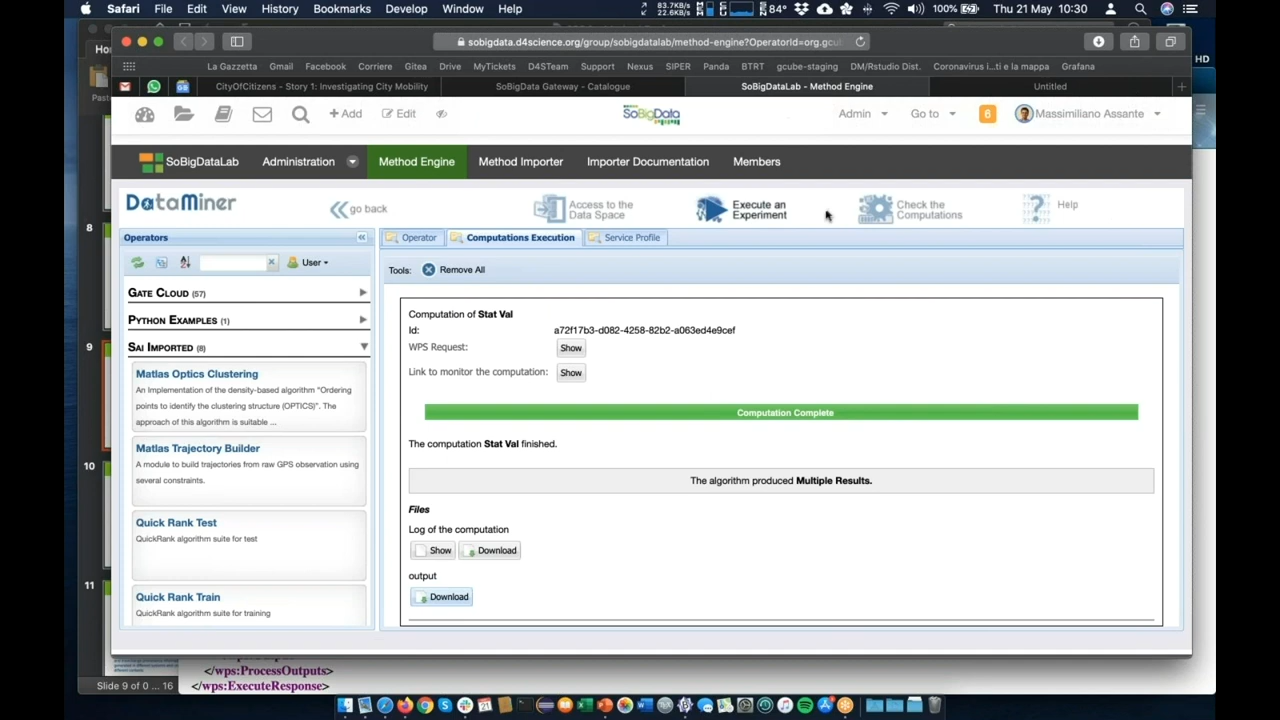 Safari File Edit View History Bookmarks Develop Window Help 83.7KB/s 22.6KB/s 84° 100% Thu 21 May 10:30
sobigdata.d4science.org/group/sobigdatalab/method-engine?OperatorId=org.gcu
La Gazzetta Gmail Facebook Corriere Gitea Drive MyTickets D4STeam Support Nexus SIPER Panda BTRT gcube-staging DM/Rstudio Dist. Coronavirus i...ti e la mappa Grafana
CityOfCitizens - Story 1: Investigating City Mobility SoBigData Gateway - Catalogue SoBigDataLab - Method Engine Untitled
+ Add Edit SoBigData Admin Go to 6 Massimiliano Assante
SoBigDataLab Administration Method Engine Method Importer Importer Documentation Members
DataMiner go back Access to the Data Space Execute an Experiment Check the Computations Help
Operators
Operator Computations Execution Service Profile
User
Tools: Remove All
GATE CLOUD (57)
PYTHON EXAMPLES (1)
SAI IMPORTED (8)
Matlas Optics Clustering
An Implementation of the density-based algorithm "Ordering
points to identify the clustering structure (OPTICS)". The
approach of this algorithm is suitable ...
Matlas Trajectory Builder
A module to build trajectories from raw GPS observation using
several constraints.
Quick Rank Test
QuickRank algorithm suite for test
Quick Rank Train
QuickRank algorithm suite for training
Computation of Stat Val
Id: a72f17b3-d082-4258-82b2-a063ed4e9cef
WPS Request: Show
Link to monitor the computation: Show
Computation Complete
The computation Stat Val finished.
The algorithm produced Multiple Results.
Files
Log of the computation
Show Download
output
Download
Ho
Past
8
9
10
11
HD
</wps:ProcessOutputs>
</wps:ExecuteResponse>
Slide 9 of 0 ... 16